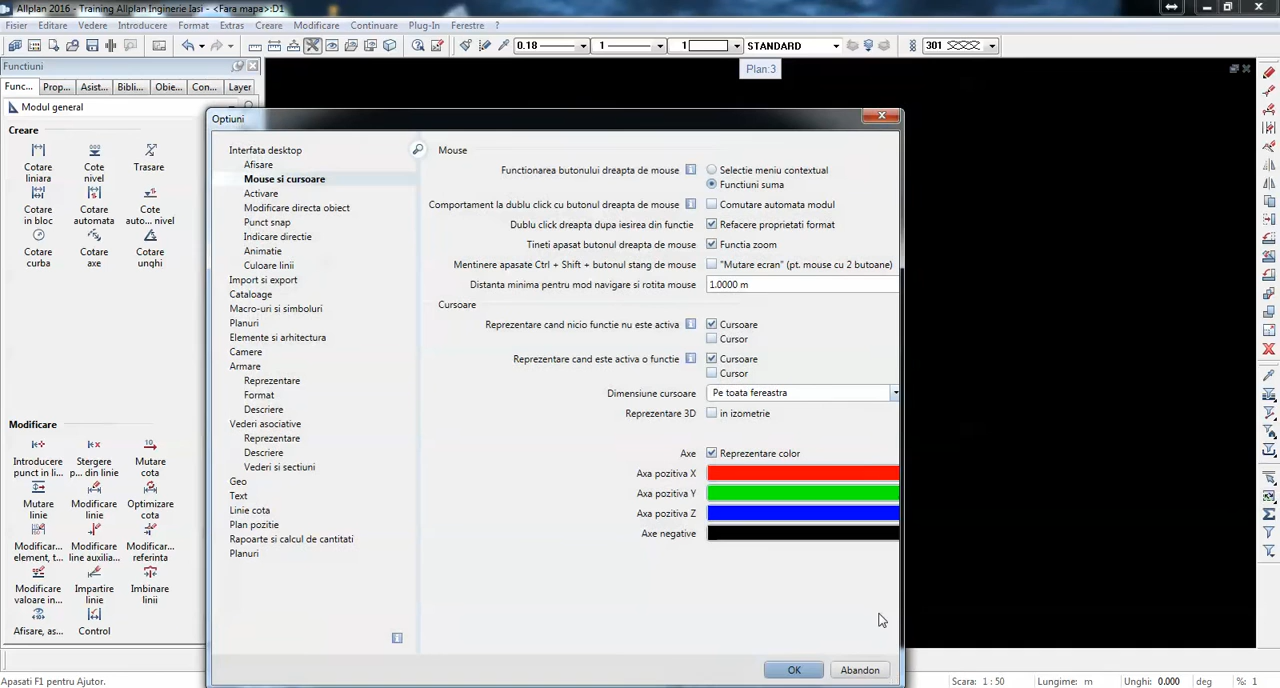 Allplan 2016 - Training Allplan Inginerie Iasi - <Fara mapa>:D1
Fisier Editare Vedere Introducere Format Extras Creare Modificare Continuare Plug-In Ferestre ?
0.18 1 1 STANDARD 301
Functiuni
Plan:3
Func... Prop... Asist... Bibli... Obie... Con... Layer
Modul general
Creare
Cotare liniara
Cote nivel
Trasare
Cotare in bloc
Cotare automata
Cote auto... nivel
Cotare curba
Cotare axe
Cotare unghi
Modificare
Introducere punct in li...
Stergere p... din linie
Mutare cota
Mutare linie
Modificare linie
Optimizare cota
Modificar... element, t...
Modificare line auxilia...
Modificar... referinta
Modificare valoare in...
Impartire linie
Imbinare linii
Afisare, as...
Control
Optiuni
Interfata desktop
Afisare
Mouse si cursoare
Activare
Modificare directa obiect
Punct snap
Indicare directie
Animatie
Culoare linii
Import si export
Cataloage
Macro-uri si simboluri
Planuri
Elemente si arhitectura
Camere
Armare
Reprezentare
Format
Descriere
Vederi asociative
Reprezentare
Descriere
Vederi si sectiuni
Geo
Text
Linie cota
Plan pozitie
Rapoarte si calcul de cantitati
Planuri
Mouse
Functionarea butonului dreapta de mouse Selectie meniu contextual
Functiuni suma
Comportament la dublu click cu butonul dreapta de mouse Comutare automata modul
Dublu click dreapta dupa iesirea din functie Refacere proprietati format
Tineti apasat butonul dreapta de mouse Functia zoom
Mentinere apasate Ctrl + Shift + butonul stang de mouse "Mutare ecran" (pt. mouse cu 2 butoane)
Distanta minima pentru mod navigare si rotita mouse 1.0000 m
Cursoare
Reprezentare cand nicio functie nu este activa Cursoare
Cursor
Reprezentare cand este activa o functie Cursoare
Cursor
Dimensiune cursoare Pe toata fereastra
Reprezentare 3D in izometrie
Axe Reprezentare color
Axa pozitiva X
Axa pozitiva Y
Axa pozitiva Z
Axe negative
OK Abandon
Apasati F1 pentru Ajutor. Scara: 1 : 50 Lungime: m Unghi: 0.000 deg %: 1